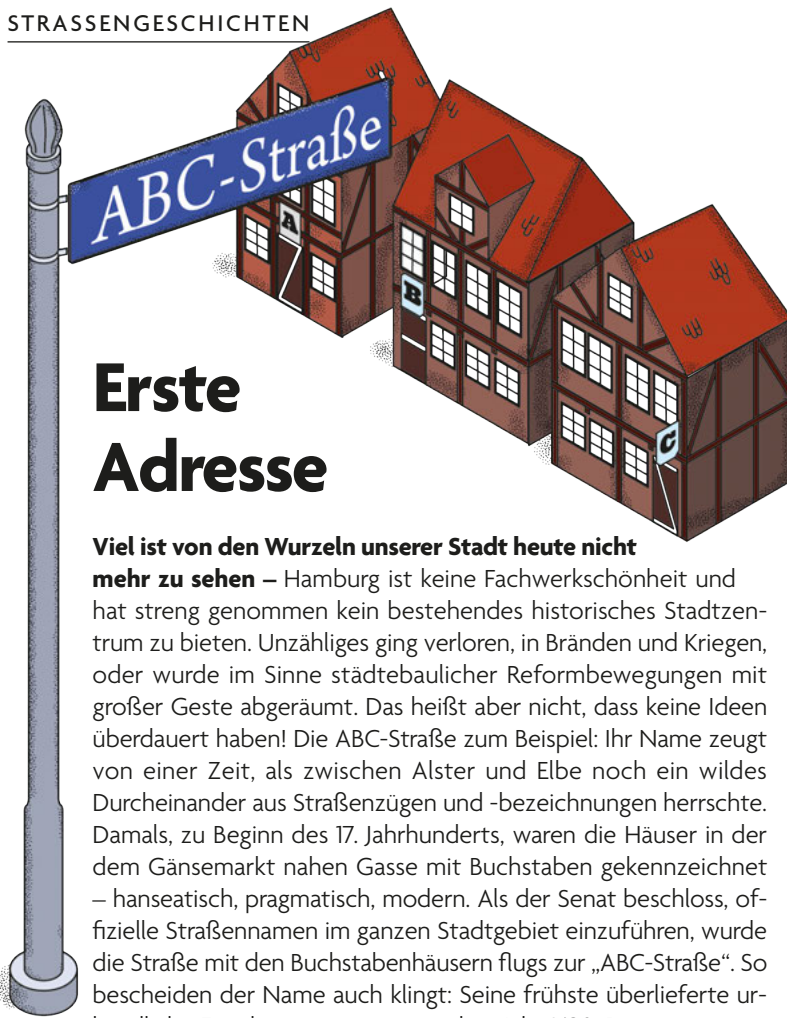 STRASSENGESCHICHTEN
ABC-Straße
A
B
C
Erste
Adresse
Viel ist von den Wurzeln unserer Stadt heute nicht
mehr zu sehen – Hamburg ist keine Fachwerkschönheit und
hat streng genommen kein bestehendes historisches Stadtzen-
trum zu bieten. Unzähliges ging verloren, in Bränden und Kriegen,
oder wurde im Sinne städtebaulicher Reformbewegungen mit
großer Geste abgeräumt. Das heißt aber nicht, dass keine Ideen
überdauert haben! Die ABC-Straße zum Beispiel: Ihr Name zeugt
von einer Zeit, als zwischen Alster und Elbe noch ein wildes
Durcheinander aus Straßenzügen und -bezeichnungen herrschte.
Damals, zu Beginn des 17. Jahrhunderts, waren die Häuser in der
dem Gänsemarkt nahen Gasse mit Buchstaben gekennzeichnet
– hanseatisch, pragmatisch, modern. Als der Senat beschloss, of-
fizielle Straßennamen im ganzen Stadtgebiet einzuführen, wurde
die Straße mit den Buchstabenhäusern flugs zur „ABC-Straße“. So
bescheiden der Name auch klingt: Seine frühste überlieferte ur-